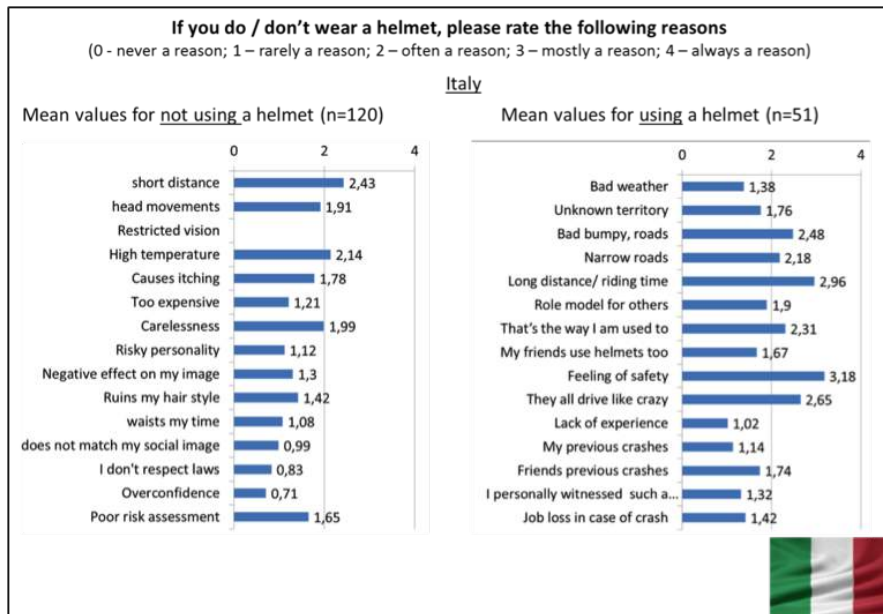 If you do / don’t wear a helmet, please rate the following reasons
(0 - never a reason; 1 – rarely a reason; 2 – often a reason; 3 – mostly a reason; 4 – always a reason)
Italy
Mean values for not using a helmet (n=120)
0 2 4
short distance 2,43
head movements 1,91
Restricted vision
High temperature 2,14
Causes itching 1,78
Too expensive 1,21
Carelessness 1,99
Risky personality 1,12
Negative effect on my image 1,3
Ruins my hair style 1,42
waists my time 1,08
does not match my social image 0,99
I don't respect laws 0,83
Overconfidence 0,71
Poor risk assessment 1,65
Mean values for using a helmet (n=51)
0 2 4
Bad weather 1,38
Unknown territory 1,76
Bad bumpy, roads 2,48
Narrow roads 2,18
Long distance/ riding time 2,96
Role model for others 1,9
That’s the way I am used to 2,31
My friends use helmets too 1,67
Feeling of safety 3,18
They all drive like crazy 2,65
Lack of experience 1,02
My previous crashes 1,14
Friends previous crashes 1,74
I personally witnessed such a... 1,32
Job loss in case of crash 1,42